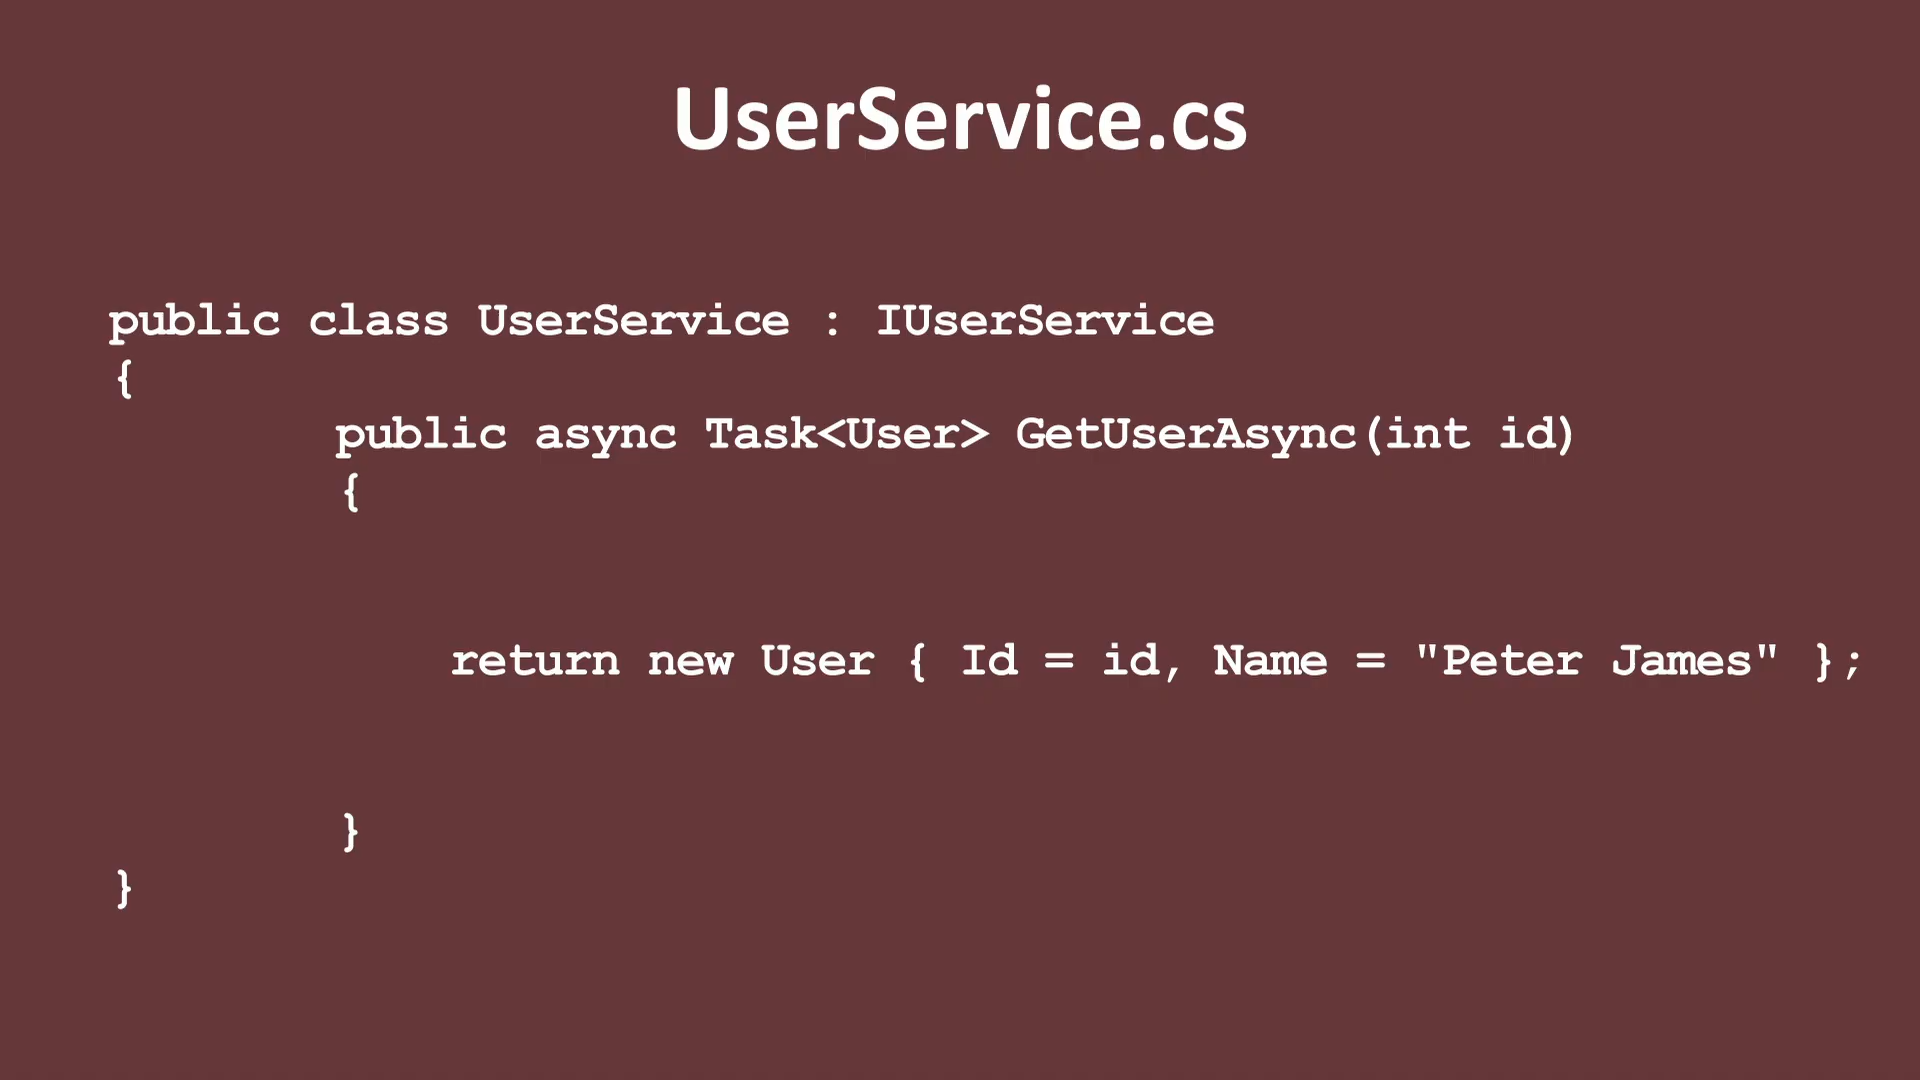 UserService.cs
public class UserService : IUserService
{
public async Task<User> GetUserAsync(int id)
{
return new User { Id = id, Name = "Peter James" };
}
}